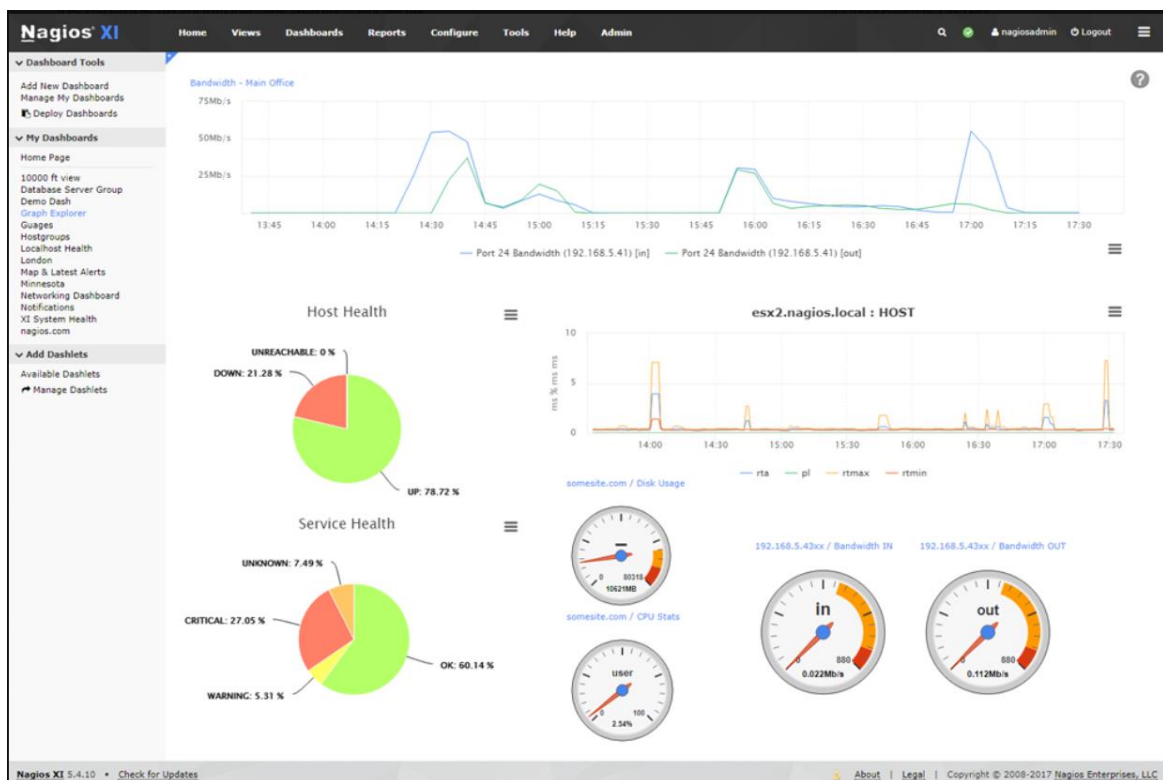 Nagios® XI
Home Views Dashboards Reports Configure Tools Help Admin
nagiosadmin Logout
Dashboard Tools
Add New Dashboard
Manage My Dashboards
Deploy Dashboards
My Dashboards
Home Page
10000 ft view
Database Server Group
Demo Dash
Graph Explorer
Guages
Hostgroups
Localhost Health
London
Map & Latest Alerts
Minnesota
Networking Dashboard
Notifications
XI System Health
nagios.com
Add Dashlets
Available Dashlets
Manage Dashlets
Bandwidth - Main Office
?
75Mb/s
50Mb/s
25Mb/s
13:45 14:00 14:15 14:30 14:45 15:00 15:15 15:30 15:45 16:00 16:15 16:30 16:45 17:00 17:15 17:30
Port 24 Bandwidth (192.168.5.41) [in] Port 24 Bandwidth (192.168.5.41) [out]
Host Health
UNREACHABLE: 0 %
DOWN: 21.28 %
UP: 78.72 %
esx2.nagios.local : HOST
10
5
0
ms % ms ms
14:00 14:30 15:00 15:30 16:00 16:30 17:00 17:30
rta pl rtmax rtmin
Service Health
UNKNOWN: 7.49 %
CRITICAL: 27.05 %
OK: 60.14 %
WARNING: 5.31 %
somesite.com / Disk Usage
0 80318
10621MB
somesite.com / CPU Stats
user
0 100
2.54%
192.168.5.43xx / Bandwidth IN
in
0 880
0.022Mb/s
192.168.5.43xx / Bandwidth OUT
out
0 880
0.112Mb/s
Nagios XI 5.4.10 • Check for Updates
About | Legal | Copyright © 2008-2017 Nagios Enterprises, LLC